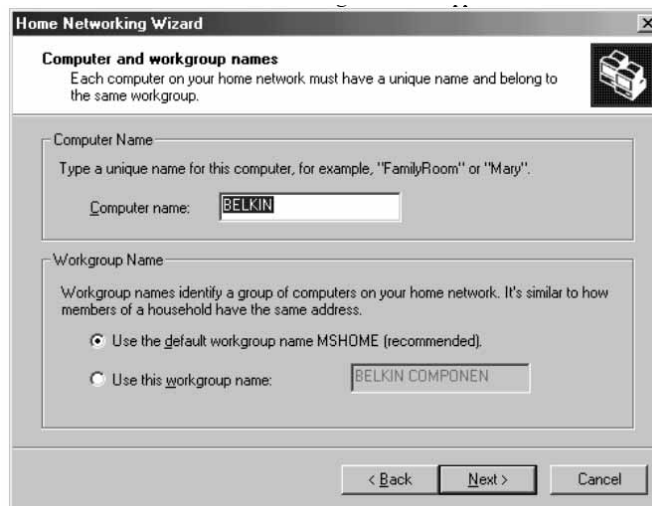 Home Networking Wizard
Computer and workgroup names
Each computer on your home network must have a unique name and belong to
the same workgroup.
Computer Name
Type a unique name for this computer, for example, "FamilyRoom" or "Mary".
Computer name:
BELKIN
Workgroup Name
Workgroup names identify a group of computers on your home network. It's similar to how
members of a household have the same address.
Use the default workgroup name MSHOME (recommended).
Use this workgroup name:
BELKIN COMPONEN
< Back
Next >
Cancel